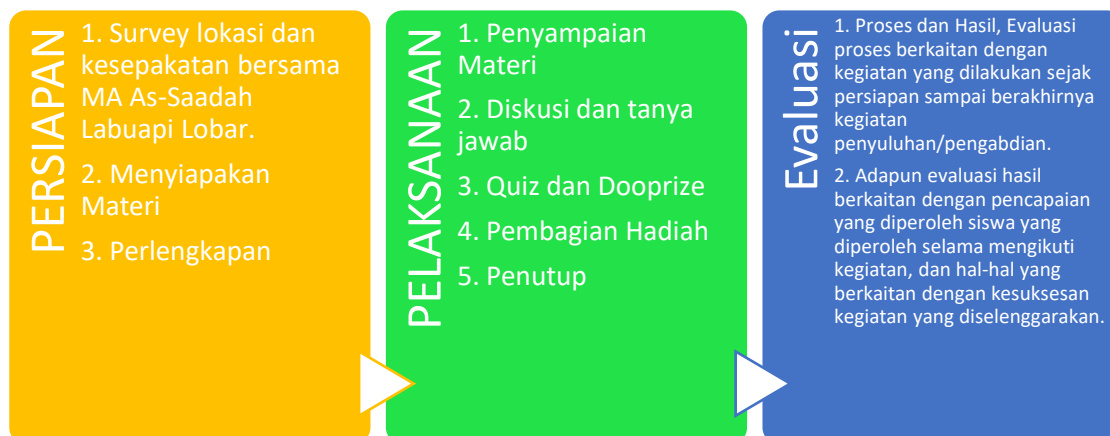 PERSIAPAN
1. Survey lokasi dan
kesepakatan bersama
MA As-Saadah
Labuapi Lobar.
2. Menyiapakan
Materi
3. Perlengkapan
PELAKSANAAN
1. Penyampaian
Materi
2. Diskusi dan tanya
jawab
3. Quiz dan Dooprize
4. Pembagian Hadiah
5. Penutup
Evaluasi
1. Proses dan Hasil, Evaluasi
proses berkaitan dengan
kegiatan yang dilakukan sejak
persiapan sampai berakhirnya
kegiatan
penyuluhan/pengabdian.
2. Adapun evaluasi hasil
berkaitan dengan pencapaian
yang diperoleh siswa yang
diperoleh selama mengikuti
kegiatan, dan hal-hal yang
berkaitan dengan kesuksesan
kegiatan yang diselenggarakan.